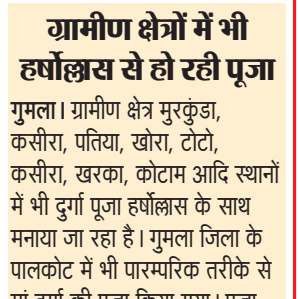 ग्रामीण क्षेत्रों में भी
हर्षोल्लास से हो रही पूजा
गुमला। ग्रामीण क्षेत्र मुरकुंडा,
कसीरा, पतिया, खोरा, टोटो,
कसीरा, खरका, कोटाम आदि स्थानों
में भी दुर्गा पूजा हर्षोल्लास के साथ
मनाया जा रहा है। गुमला जिला के
पालकोट में भी पारम्परिक तरीके से